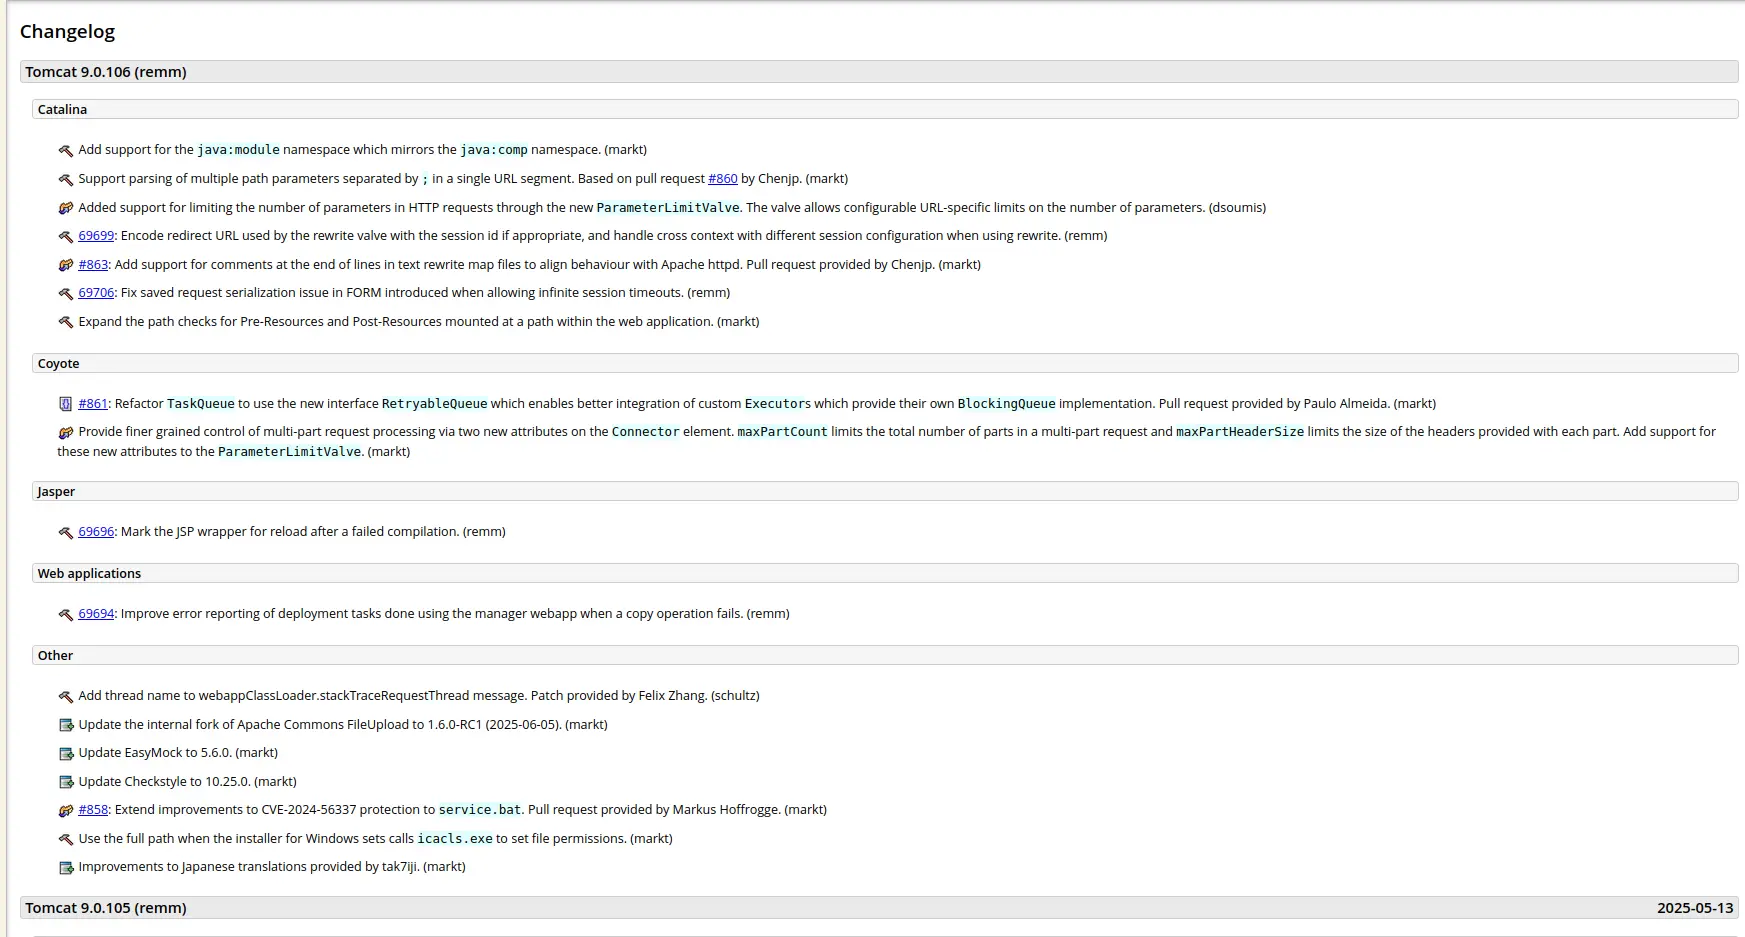 Changelog
Tomcat 9.0.106 (remm)
Catalina
Add support for the java:module namespace which mirrors the java:comp namespace. (markt)
Support parsing of multiple path parameters separated by ; in a single URL segment. Based on pull request #860 by Chenjp. (markt)
Added support for limiting the number of parameters in HTTP requests through the new ParameterLimitValve. The valve allows configurable URL-specific limits on the number of parameters. (dsoumis)
69699: Encode redirect URL used by the rewrite valve with the session id if appropriate, and handle cross context with different session configuration when using rewrite. (remm)
#863: Add support for comments at the end of lines in text rewrite map files to align behaviour with Apache httpd. Pull request provided by Chenjp. (markt)
69706: Fix saved request serialization issue in FORM introduced when allowing infinite session timeouts. (remm)
Expand the path checks for Pre-Resources and Post-Resources mounted at a path within the web application. (markt)
Coyote
#861: Refactor TaskQueue to use the new interface RetryableQueue which enables better integration of custom Executors which provide their own BlockingQueue implementation. Pull request provided by Paulo Almeida. (markt)
Provide finer grained control of multi-part request processing via two new attributes on the Connector element. maxPartCount limits the total number of parts in a multi-part request and maxPartHeaderSize limits the size of the headers provided with each part. Add support for
these new attributes to the ParameterLimitValve. (markt)
Jasper
69696: Mark the JSP wrapper for reload after a failed compilation. (remm)
Web applications
69694: Improve error reporting of deployment tasks done using the manager webapp when a copy operation fails. (remm)
Other
Add thread name to webappClassLoader.stackTraceRequestThread message. Patch provided by Felix Zhang. (schultz)
Update the internal fork of Apache Commons FileUpload to 1.6.0-RC1 (2025-06-05). (markt)
Update EasyMock to 5.6.0. (markt)
Update Checkstyle to 10.25.0. (markt)
#858: Extend improvements to CVE-2024-56337 protection to service.bat. Pull request provided by Markus Hoffrogge. (markt)
Use the full path when the installer for Windows sets calls icacls.exe to set file permissions. (markt)
Improvements to Japanese translations provided by tak7iji. (markt)
Tomcat 9.0.105 (remm) 2025-05-13